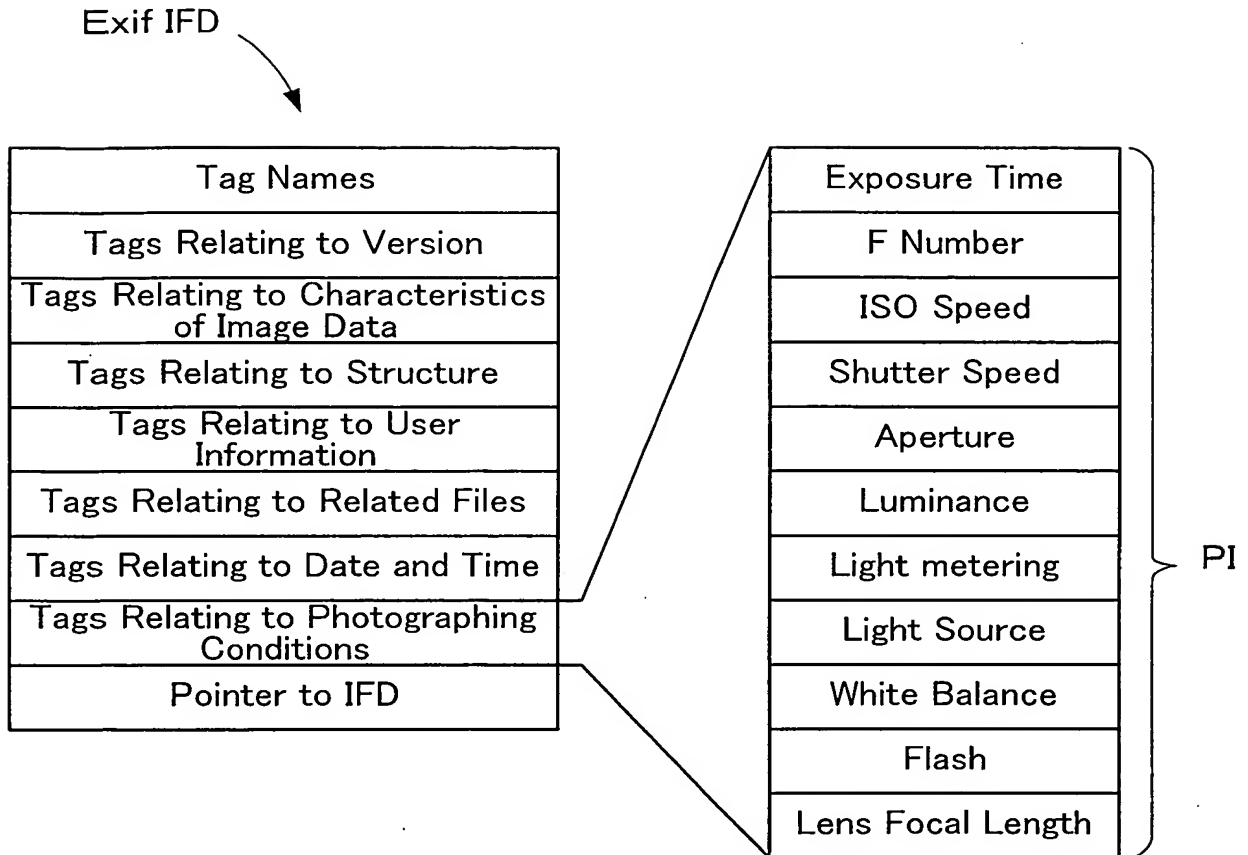 Exif IFD
Tag Names
Tags Relating to Version
Tags Relating to Characteristics
of Image Data
Tags Relating to Structure
Tags Relating to User
Information
Tags Relating to Related Files
Tags Relating to Date and Time
Tags Relating to Photographing
Conditions
Pointer to IFD
Exposure Time
F Number
ISO Speed
Shutter Speed
Aperture
Luminance
Light metering
Light Source
White Balance
Flash
Lens Focal Length
PI